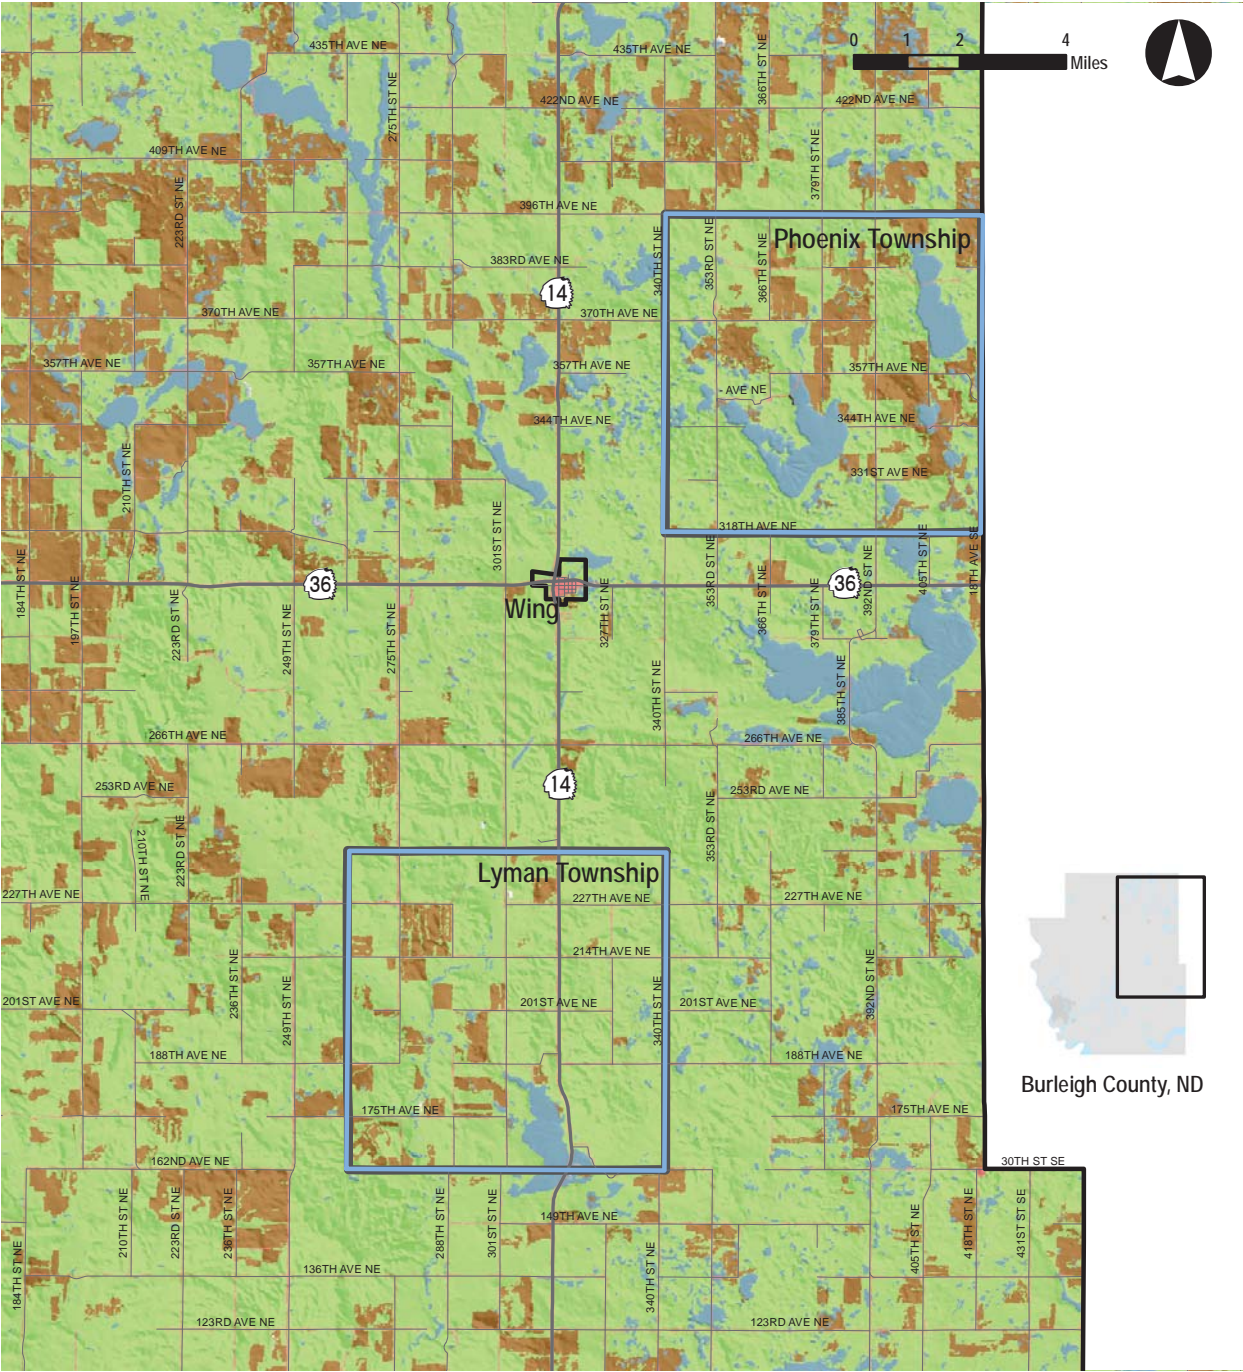 0 1 2 4
Miles
435TH AVE NE
435TH AVE NE
366TH ST NE
275TH ST NE
422ND AVE NE
422ND AVE NE
409TH AVE NE
379TH ST NE
223RD ST NE
396TH AVE NE
Phoenix Township
340TH ST NE
353RD ST NE
366TH ST NE
383RD AVE NE
14
370TH AVE NE
370TH AVE NE
357TH AVE NE
357TH AVE NE
357TH AVE NE
357TH AVE NE
- AVE NE
344TH AVE NE
344TH AVE NE
210TH ST NE
331ST AVE NE
301ST ST NE
318TH AVE NE
184TH ST NE
197TH ST NE
223RD ST NE
249TH ST NE
36
275TH ST NE
Wing
327TH ST NE
353RD ST NE
366TH ST NE
379TH ST NE
36
392ND ST NE
405TH ST NE
18TH AVE SE
340TH ST NE
385TH ST NE
266TH AVE NE
266TH AVE NE
253RD AVE NE
14
253RD AVE NE
210TH ST NE
223RD ST NE
353RD ST NE
Lyman Township
227TH AVE NE
227TH AVE NE
227TH AVE NE
214TH AVE NE
236TH ST NE
249TH ST NE
340TH ST NE
392ND ST NE
201ST AVE NE
201ST AVE NE
201ST AVE NE
188TH AVE NE
188TH AVE NE
Burleigh County, ND
175TH AVE NE
175TH AVE NE
162ND AVE NE
30TH ST SE
184TH ST NE
210TH ST NE
223RD ST NE
236TH ST NE
288TH ST NE
301ST ST NE
149TH AVE NE
340TH ST NE
405TH ST NE
418TH ST NE
431ST ST SE
136TH AVE NE
123RD AVE NE
123RD AVE NE